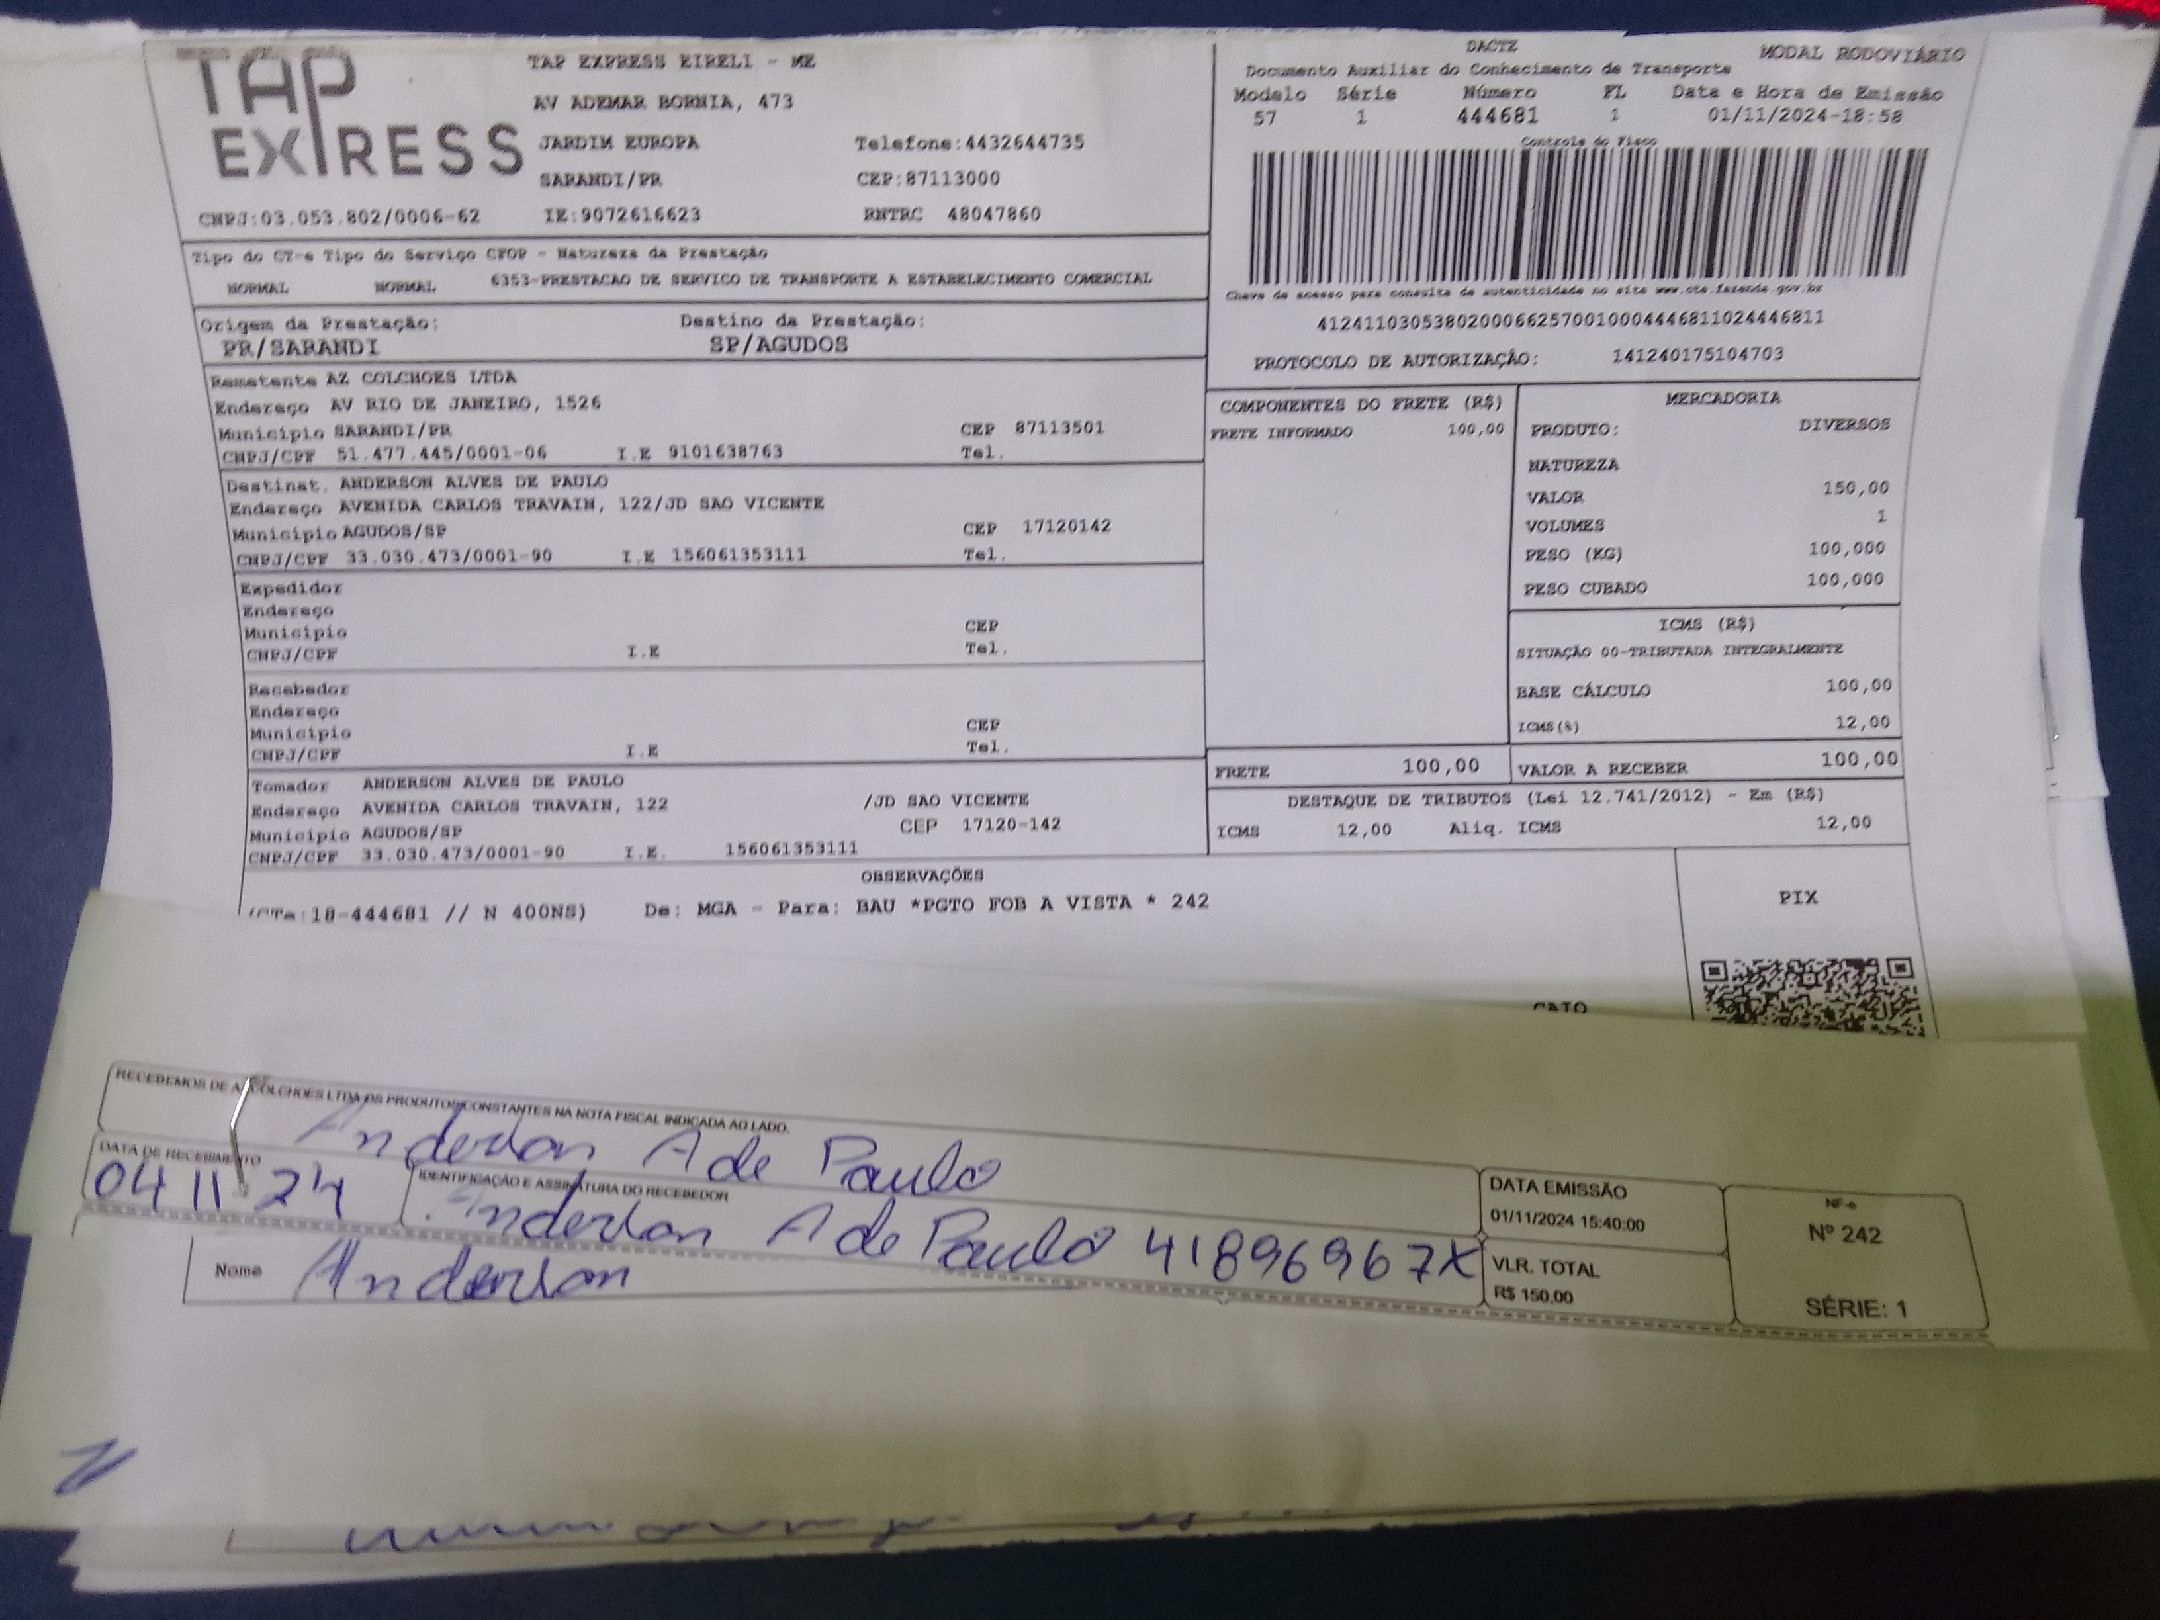 TAP EXPRESS
TAP EXPRESS EIRELI - ME
AV ADEMAR BORNIA, 473
JARDIM EUROPA Telefone:4432644735
SARANDI/PR CEP:87113000
CNPJ:03.053.802/0006-62 IE:9072616623 RNTRC 48047860
DACTE MODAL RODOVIÁRIO
Documento Auxiliar do Conhecimento de Transporte
Modelo Série Número FL Data e Hora de Emissão
57 1 444681 1 01/11/2024-18:58
Controle do Fisco
Chave de acesso para consulta de autenticidade no site www.cte.fazenda.gov.br
41241103053802000662570010004446811024446811
PROTOCOLO DE AUTORIZAÇÃO: 141240175104703
Tipo do CT-e Tipo do Serviço CFOP - Natureza da Prestação
NORMAL NORMAL 6353-PRESTACAO DE SERVICO DE TRANSPORTE A ESTABELECIMENTO COMERCIAL
Origem da Prestação: Destino da Prestação:
PR/SARANDI SP/AGUDOS
Remetente AZ COLCHOES LTDA
Endereço AV RIO DE JANEIRO, 1526
Município SARANDI/PR CEP 87113501
CNPJ/CPF 51.477.445/0001-06 I.E 9101638763 Tel.
Destinat. ANDERSON ALVES DE PAULO
Endereço AVENIDA CARLOS TRAVAIN, 122/JD SAO VICENTE
Município AGUDOS/SP CEP 17120142
CNPJ/CPF 33.030.473/0001-90 I.E 156061353111 Tel.
Expedidor
Endereço
Município CEP
CNPJ/CPF I.E Tel.
Recebedor
Endereço
Município CEP
CNPJ/CPF I.E Tel.
Tomador ANDERSON ALVES DE PAULO
Endereço AVENIDA CARLOS TRAVAIN, 122 /JD SAO VICENTE
Município AGUDOS/SP CEP 17120-142
CNPJ/CPF 33.030.473/0001-90 I.E. 156061353111
COMPONENTES DO FRETE (R$)
FRETE INFORMADO 100,00
MERCADORIA
PRODUTO: DIVERSOS
NATUREZA
VALOR 150,00
VOLUMES 1
PESO (KG) 100,000
PESO CUBADO 100,000
ICMS (R$)
SITUAÇÃO 00-TRIBUTADA INTEGRALMENTE
BASE CÁLCULO 100,00
ICMS(%) 12,00
FRETE 100,00 VALOR A RECEBER 100,00
DESTAQUE DE TRIBUTOS (Lei 12.741/2012) - Em (R$)
ICMS 12,00 Aliq. ICMS 12,00
OBSERVAÇÕES
(CTe:18-444681 // N 400NS) De: MGA - Para: BAU *PGTO FOB A VISTA * 242
PIX
RECEBEMOS DE AZ COLCHOES LTDA OS PRODUTOS CONSTANTES NA NOTA FISCAL INDICADA AO LADO.
Anderson A de Paulo
DATA DE RECEBIMENTO
04 11 24
IDENTIFICAÇÃO E ASSINATURA DO RECEBEDOR
Anderson A de Paulo 41896967X
DATA EMISSÃO
01/11/2024 15:40:00
VLR. TOTAL
R$ 150,00
NF-e
Nº 242
SÉRIE: 1
Nome Anderson